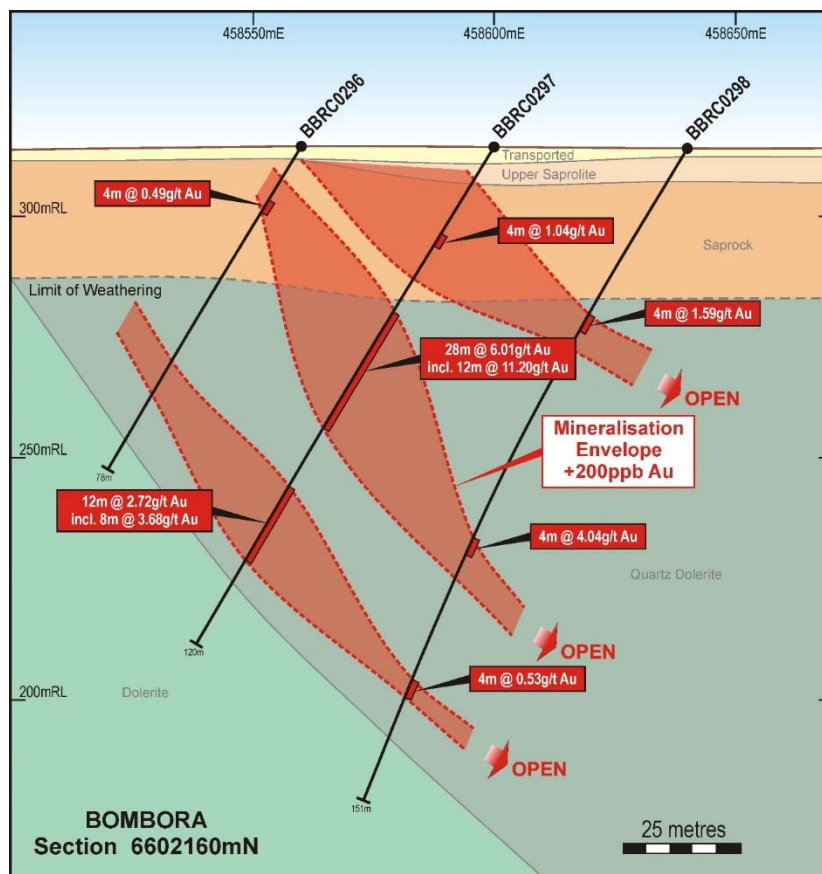 458550mE
458600mE
458650mE
BBRC0296
BBRC0297
BBRC0298
Transported
Upper Saprolite
4m @ 0.49g/t Au
300mRL
4m @ 1.04g/t Au
Saprock
Limit of Weathering
4m @ 1.59g/t Au
28m @ 6.01g/t Au
incl. 12m @ 11.20g/t Au
OPEN
Mineralisation
Envelope
+200ppb Au
250mRL
78m
12m @ 2.72g/t Au
incl. 8m @ 3.68g/t Au
4m @ 4.04g/t Au
Quartz Dolerite
120m
OPEN
4m @ 0.53g/t Au
200mRL
Dolerite
OPEN
151m
BOMBORA
Section 6602160mN
25 metres